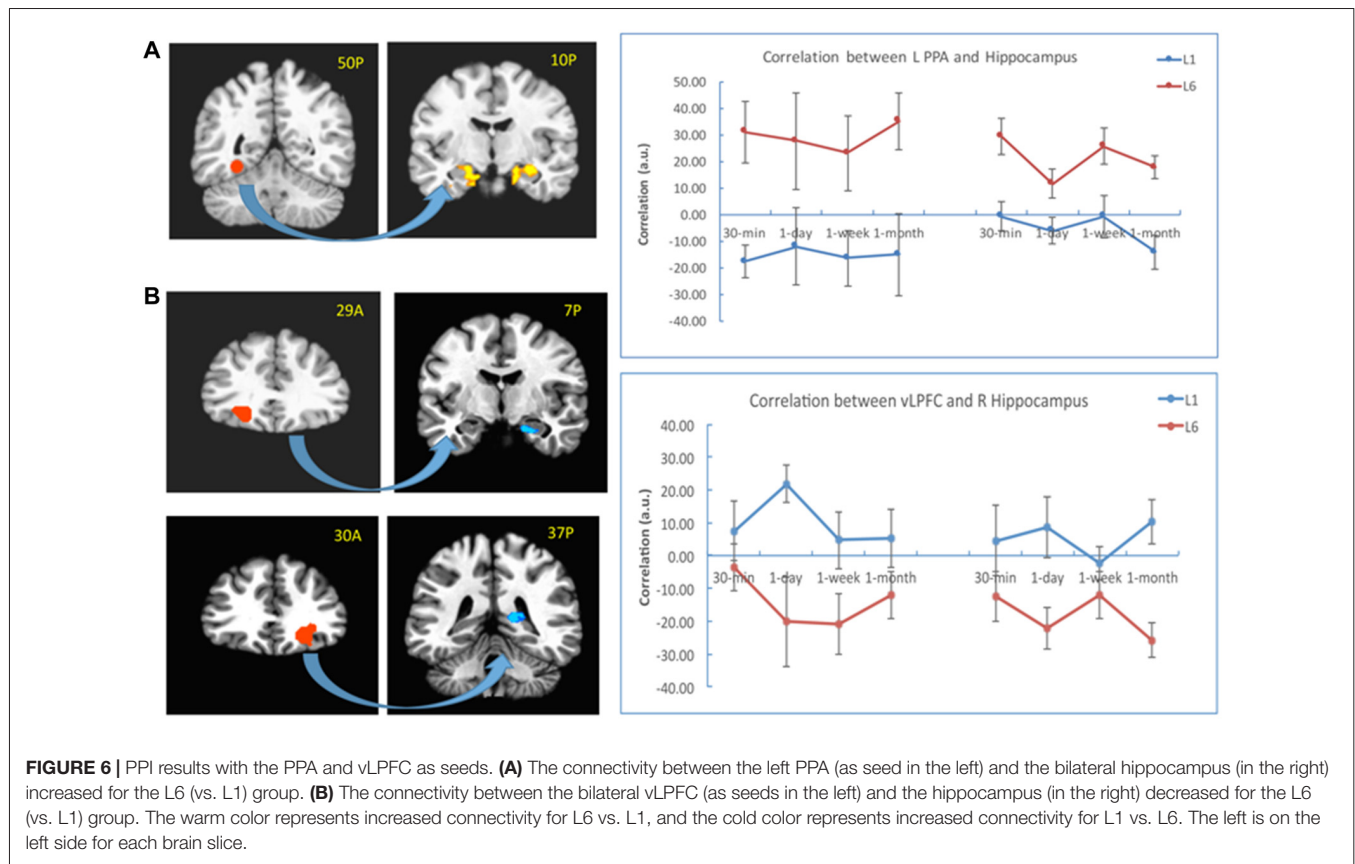 A
50P
10P
Correlation between L PPA and Hippocampus
L1
L6
Correlation (a.u.)
50.00
40.00
30.00
20.00
10.00
0.00
-10.00
-20.00
-30.00
-40.00
30-min 1-day 1-week 1-month 30-min 1-day 1-week 1-month
B
29A
7P
30A
37P
Correlation between vLPFC and R Hippocampus
L1
L6
Correlation (a.u.)
40.00
30.00
20.00
10.00
0.00
-10.00
-20.00
-30.00
-40.00
30-min 1-day 1-week 1-month 30-min 1-day 1-week 1-month
FIGURE 6 | PPI results with the PPA and vLPFC as seeds. (A) The connectivity between the left PPA (as seed in the left) and the bilateral hippocampus (in the right)
increased for the L6 (vs. L1) group. (B) The connectivity between the bilateral vLPFC (as seeds in the left) and the hippocampus (in the right) decreased for the L6
(vs. L1) group. The warm color represents increased connectivity for L6 vs. L1, and the cold color represents increased connectivity for L1 vs. L6. The left is on the
left side for each brain slice.